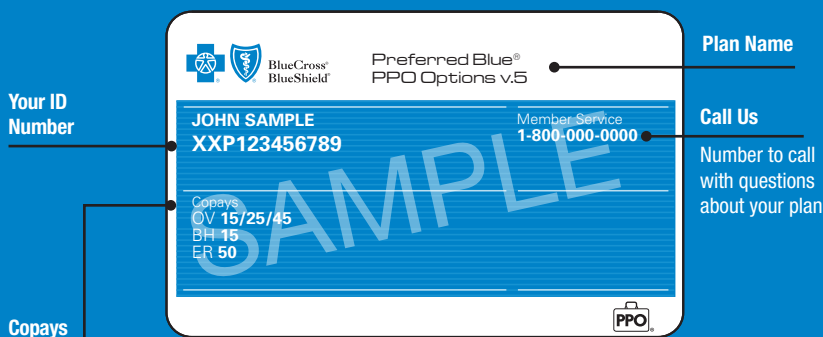 BlueCross®
BlueShield®
Preferred Blue®
PPO Options v.5
Plan Name
Your ID
Number
JOHN SAMPLE
XXP123456789
Member Service
1-800-000-0000
Call Us
Number to call
with questions
about your plan
Copays
OV 15/25/45
BH 15
ER 50
SAMPLE
Copays
PPO®